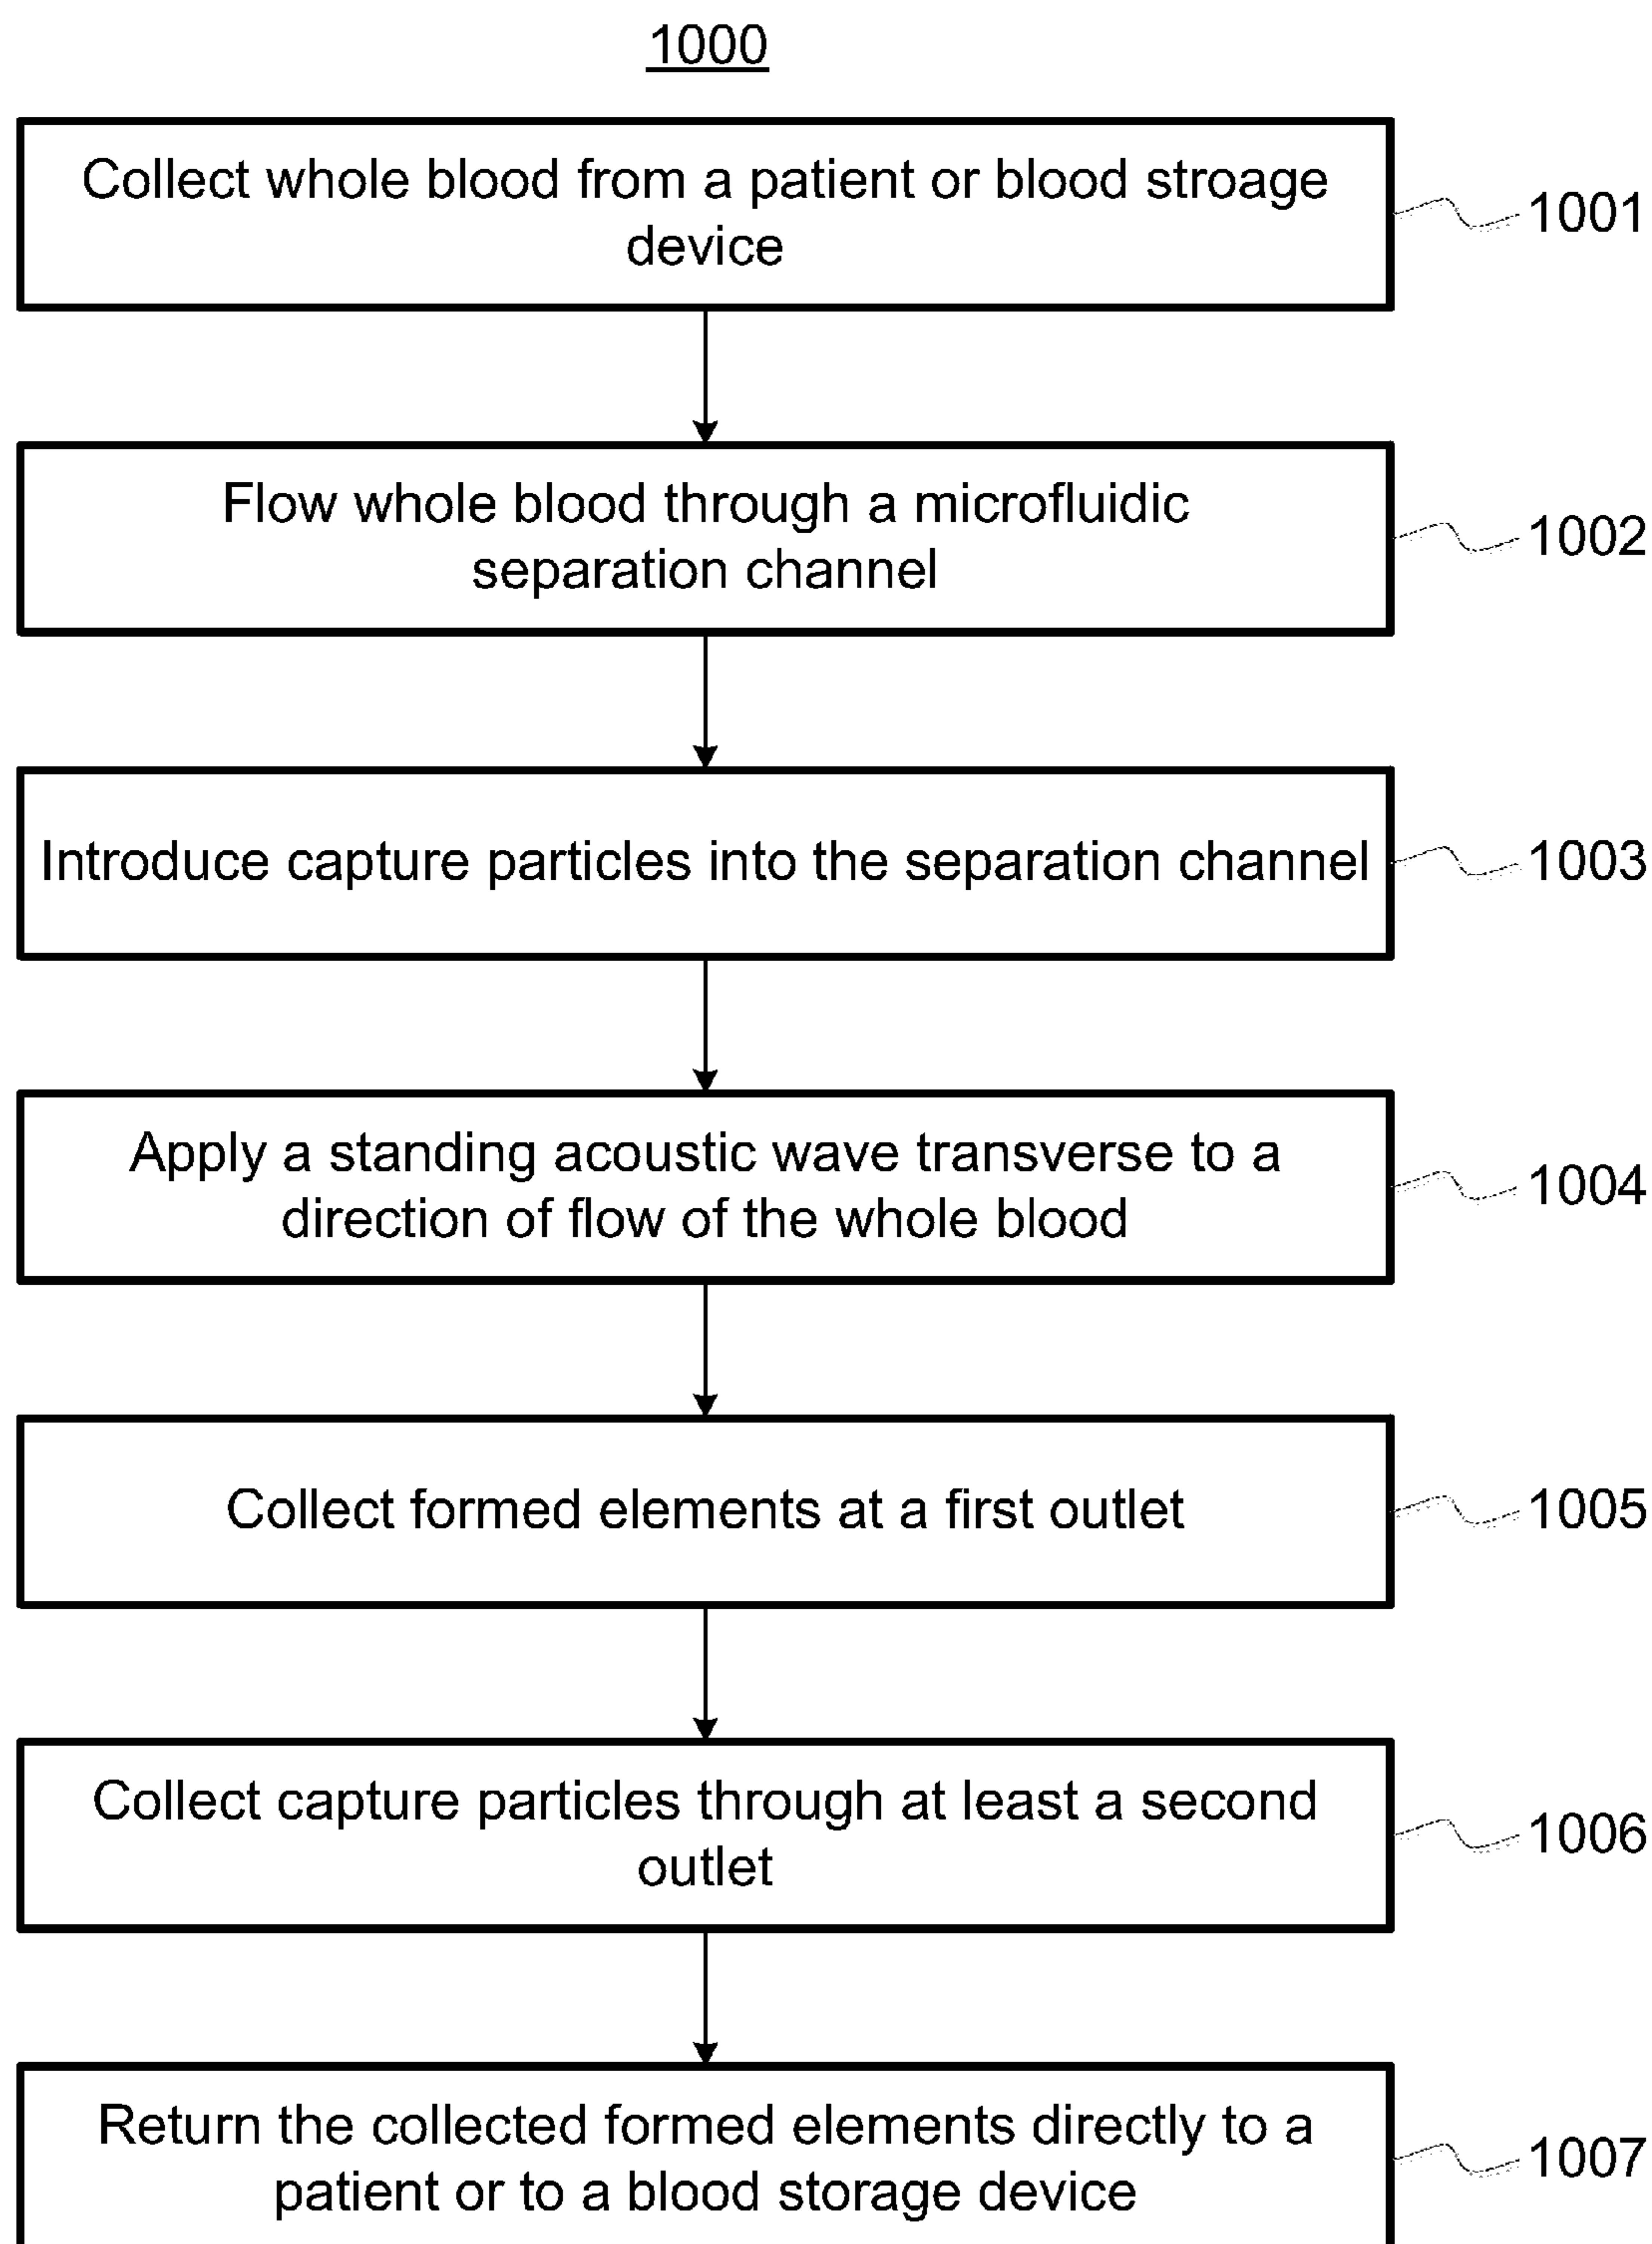 1000
Collect whole blood from a patient or blood stroage
device
1001
Flow whole blood through a microfluidic
separation channel
1002
Introduce capture particles into the separation channel
1003
Apply a standing acoustic wave transverse to a
direction of flow of the whole blood
1004
Collect formed elements at a first outlet
1005
Collect capture particles through at least a second
outlet
1006
Return the collected formed elements directly to a
patient or to a blood storage device
1007